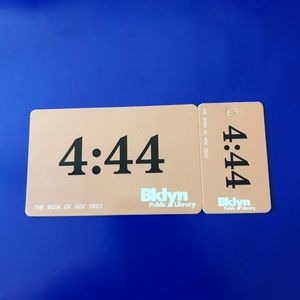 4:44
Bklyn
Public Library
THE BOOK OF HOV 2023
THE BOOK OF HOV 2023
4:44
Bklyn
Public Library